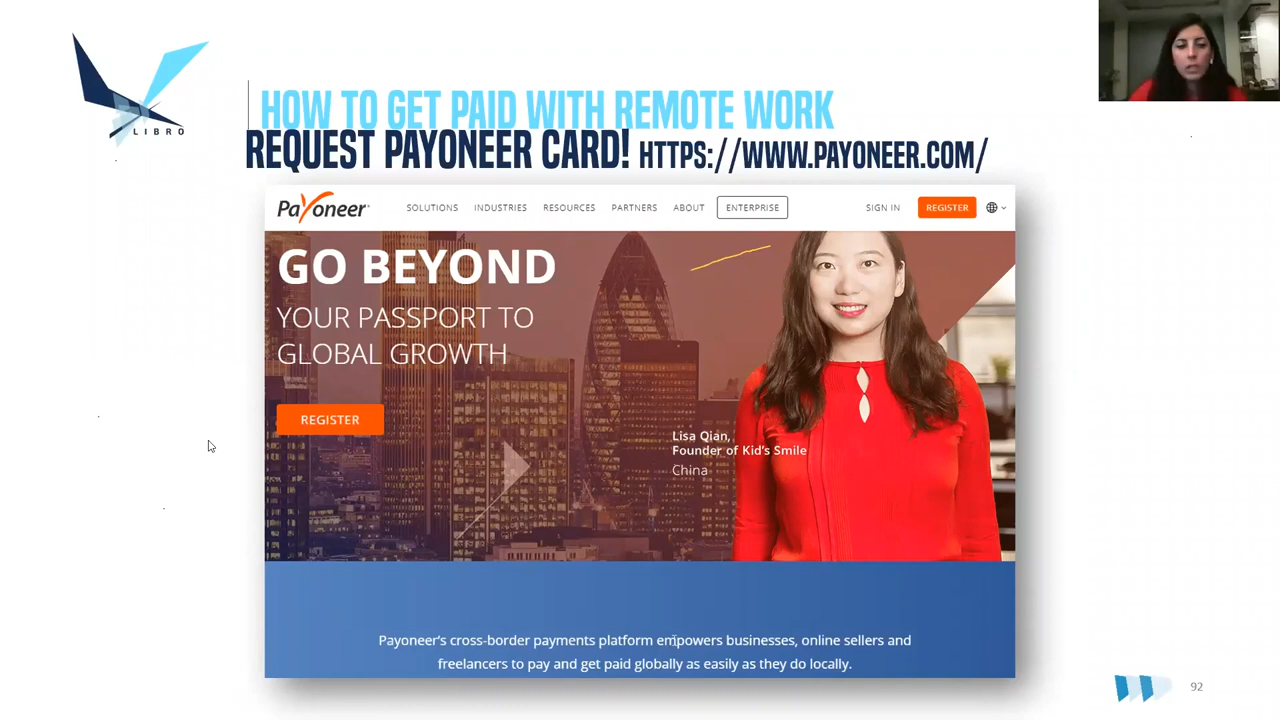 LIBRO
HOW TO GET PAID WITH REMOTE WORK
REQUEST PAYONEER CARD! HTTPS://WWW.PAYONEER.COM/
Payoneer
SOLUTIONS INDUSTRIES RESOURCES PARTNERS ABOUT ENTERPRISE SIGN IN REGISTER
GO BEYOND
YOUR PASSPORT TO
GLOBAL GROWTH
REGISTER
Lisa Qian,
Founder of Kid's Smile
China
Payoneer's cross-border payments platform empowers businesses, online sellers and
freelancers to pay and get paid globally as easily as they do locally.
92